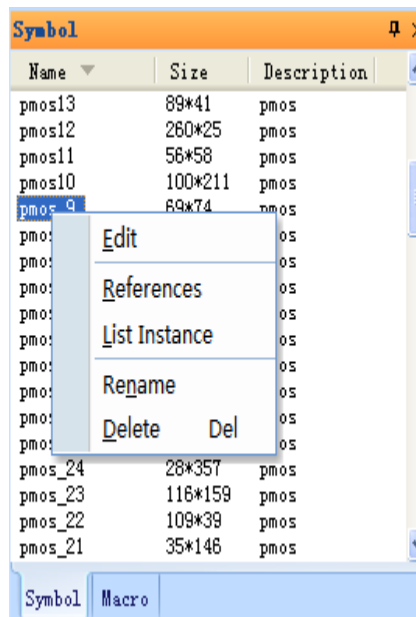 Symbol
Name Size Description
pmos13 89*41 pmos
pmos12 260*25 pmos
pmos11 56*58 pmos
pmos10 100*211 pmos
pmos_9 69*74 pmos
Edit
References
List Instance
Rename
Delete Del
pmos_24 28*357 pmos
pmos_23 116*159 pmos
pmos_22 109*39 pmos
pmos_21 35*146 pmos
Symbol Macro